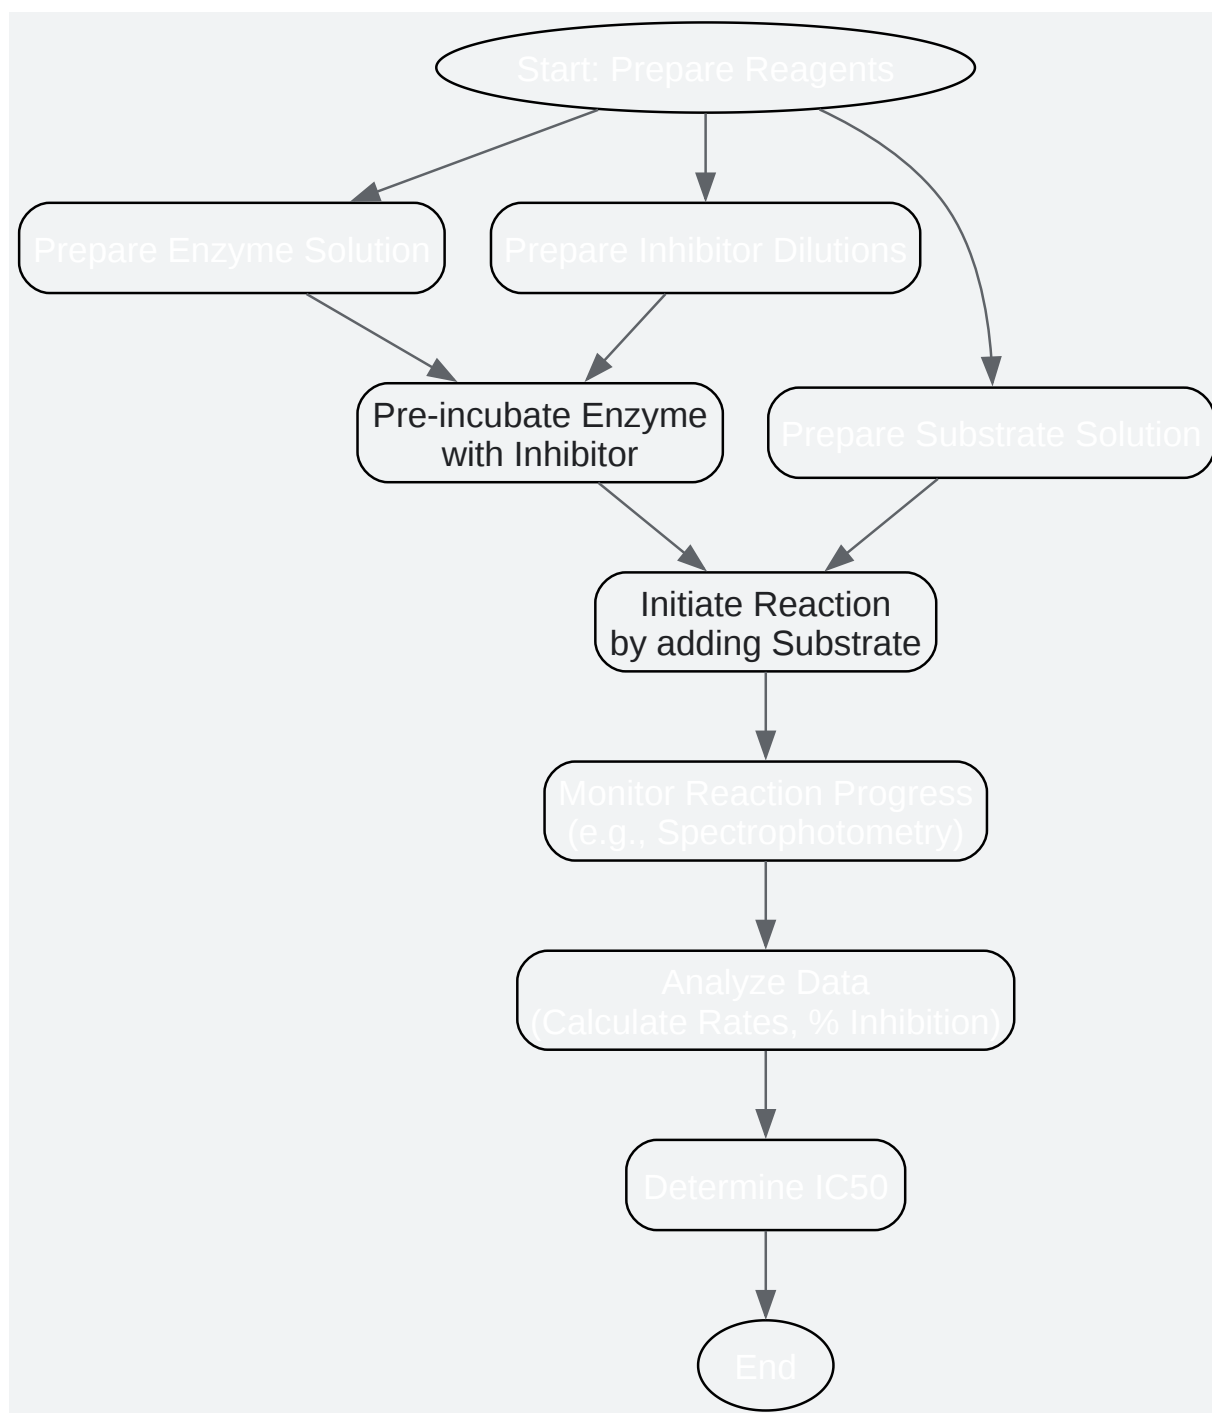 Start: Prepare Reagents
Prepare Enzyme Solution
Prepare Inhibitor Dilutions
Pre-incubate Enzyme
with Inhibitor
Prepare Substrate Solution
Initiate Reaction
by adding Substrate
Monitor Reaction Progress
(e.g., Spectrophotometry)
Analyze Data
(Calculate Rates, % Inhibition)
Determine IC50
End